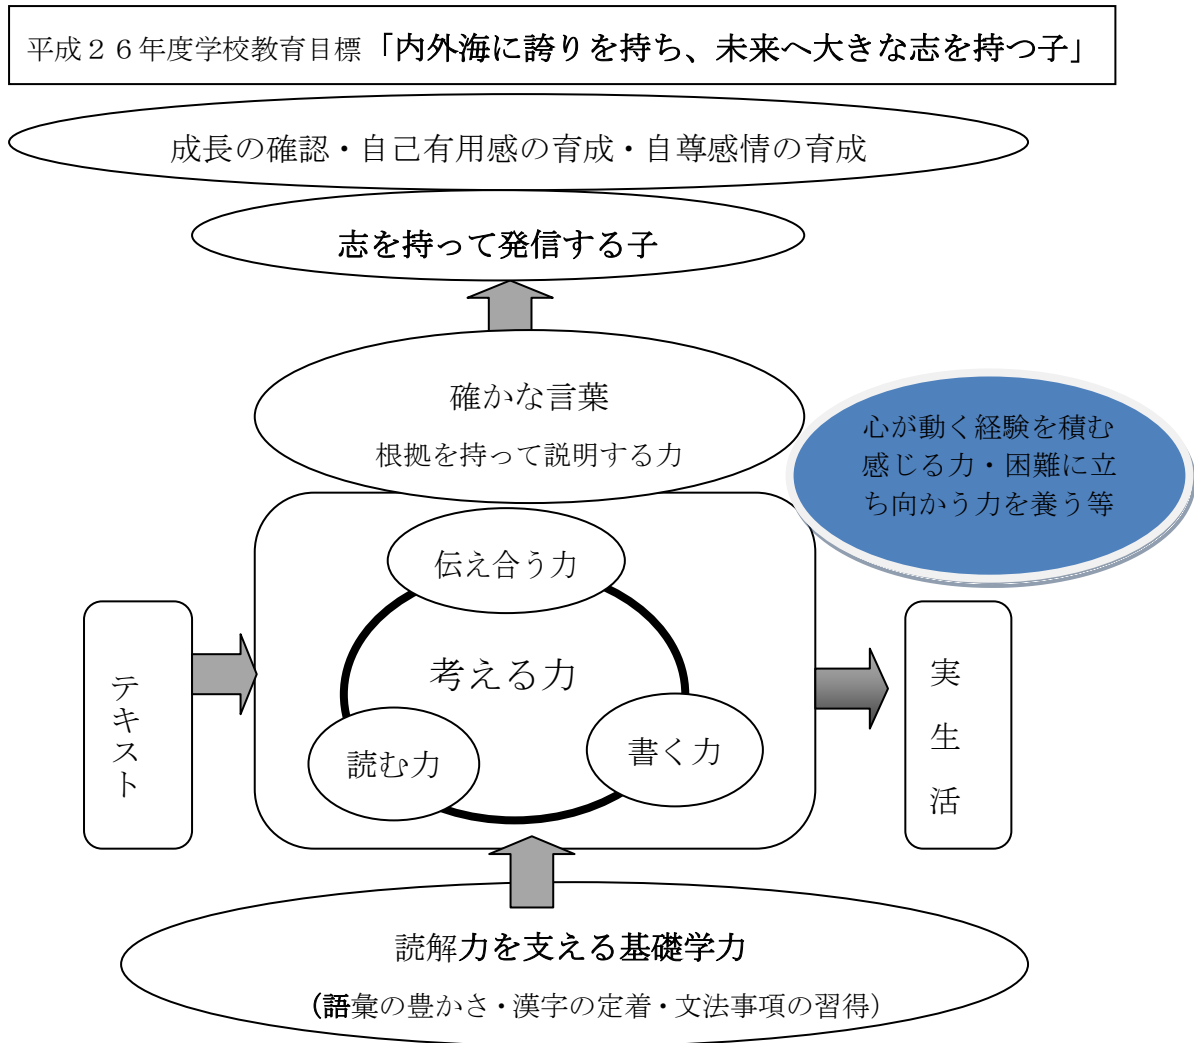 平成２６年度学校教育目標「内外海に誇りを持ち、未来へ大きな志を持つ子」
成長の確認・自己有用感の育成・自尊感情の育成
志を持って発信する子
確かな言葉
根拠を持って説明する力
心が動く経験を積む
感じる力・困難に立
ち向かう力を養う等
伝え合う力
考える力
読む力
書く力
テキスト
実生活
読解力を支える基礎学力
（語彙の豊かさ・漢字の定着・文法事項の習得）